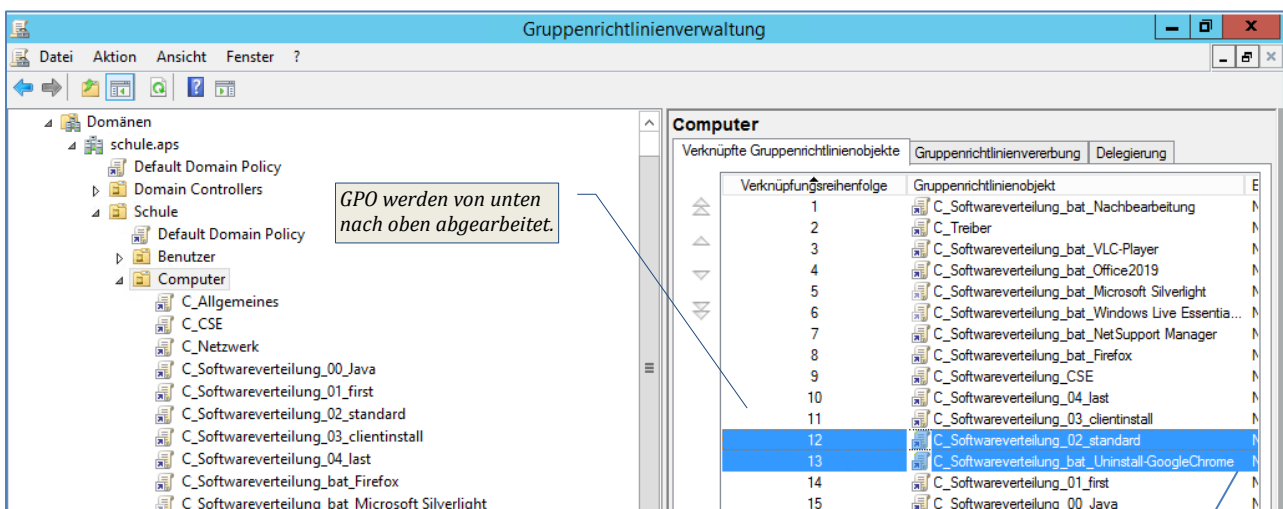 Gruppenrichtlinienverwaltung
Datei Aktion Ansicht Fenster ?
Domänen
schule.aps
Default Domain Policy
Domain Controllers
Schule
Default Domain Policy
Benutzer
Computer
C_Allgemeines
C_CSE
C_Netzwerk
C_Softwareverteilung_00_Java
C_Softwareverteilung_01_first
C_Softwareverteilung_02_standard
C_Softwareverteilung_03_clientinstall
C_Softwareverteilung_04_last
C_Softwareverteilung_bat_Firefox
C_Softwareverteilung_bat_Microsoft Silverlight
GPO werden von unten
nach oben abgearbeitet.
Computer
Verknüpfte Gruppenrichtlinienobjekte Gruppenrichtlinienvererbung Delegierung
Verknüpfungsreihenfolge Gruppenrichtlinienobjekt E
1 C_Softwareverteilung_bat_Nachbearbeitung N
2 C_Treiber N
3 C_Softwareverteilung_bat_VLC-Player N
4 C_Softwareverteilung_bat_Office2019 N
5 C_Softwareverteilung_bat_Microsoft Silverlight N
6 C_Softwareverteilung_bat_Windows Live Essentia... N
7 C_Softwareverteilung_bat_NetSupport Manager N
8 C_Softwareverteilung_bat_Firefox N
9 C_Softwareverteilung_CSE N
10 C_Softwareverteilung_04_last N
11 C_Softwareverteilung_03_clientinstall N
12 C_Softwareverteilung_02_standard N
13 C_Softwareverteilung_bat_Uninstall-GoogleChrome N
14 C_Softwareverteilung_01_first N
15 C_Softwareverteilung_00_Java N